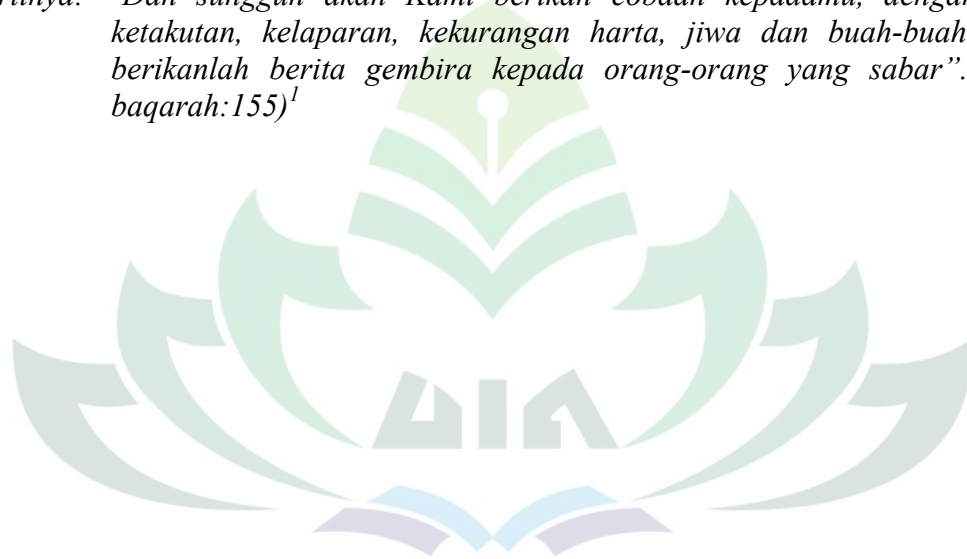 rtinya: "Dan sungguh akan Kami berikan cobaan kepadamu, dengan
ketakutan, kelaparan, kekurangan harta, jiwa dan buah-buah
berikanlah berita gembira kepada orang-orang yang sabar".
baqarah:155)1
UIN